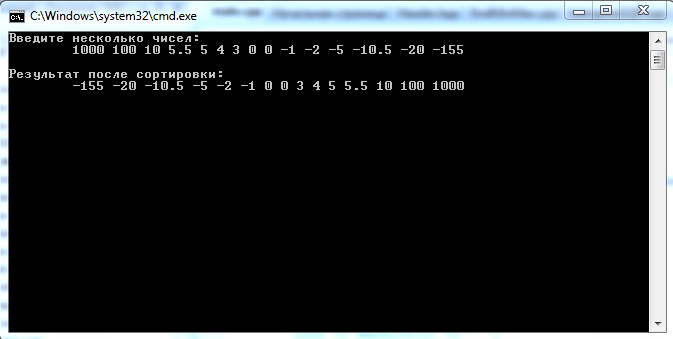 C:\Windows\system32\cmd.exe
Введите несколько чисел:
1000 100 10 5.5 5 4 3 0 0 -1 -2 -5 -10.5 -20 -155
Результат после сортировки:
-155 -20 -10.5 -5 -2 -1 0 0 3 4 5 5.5 10 100 1000